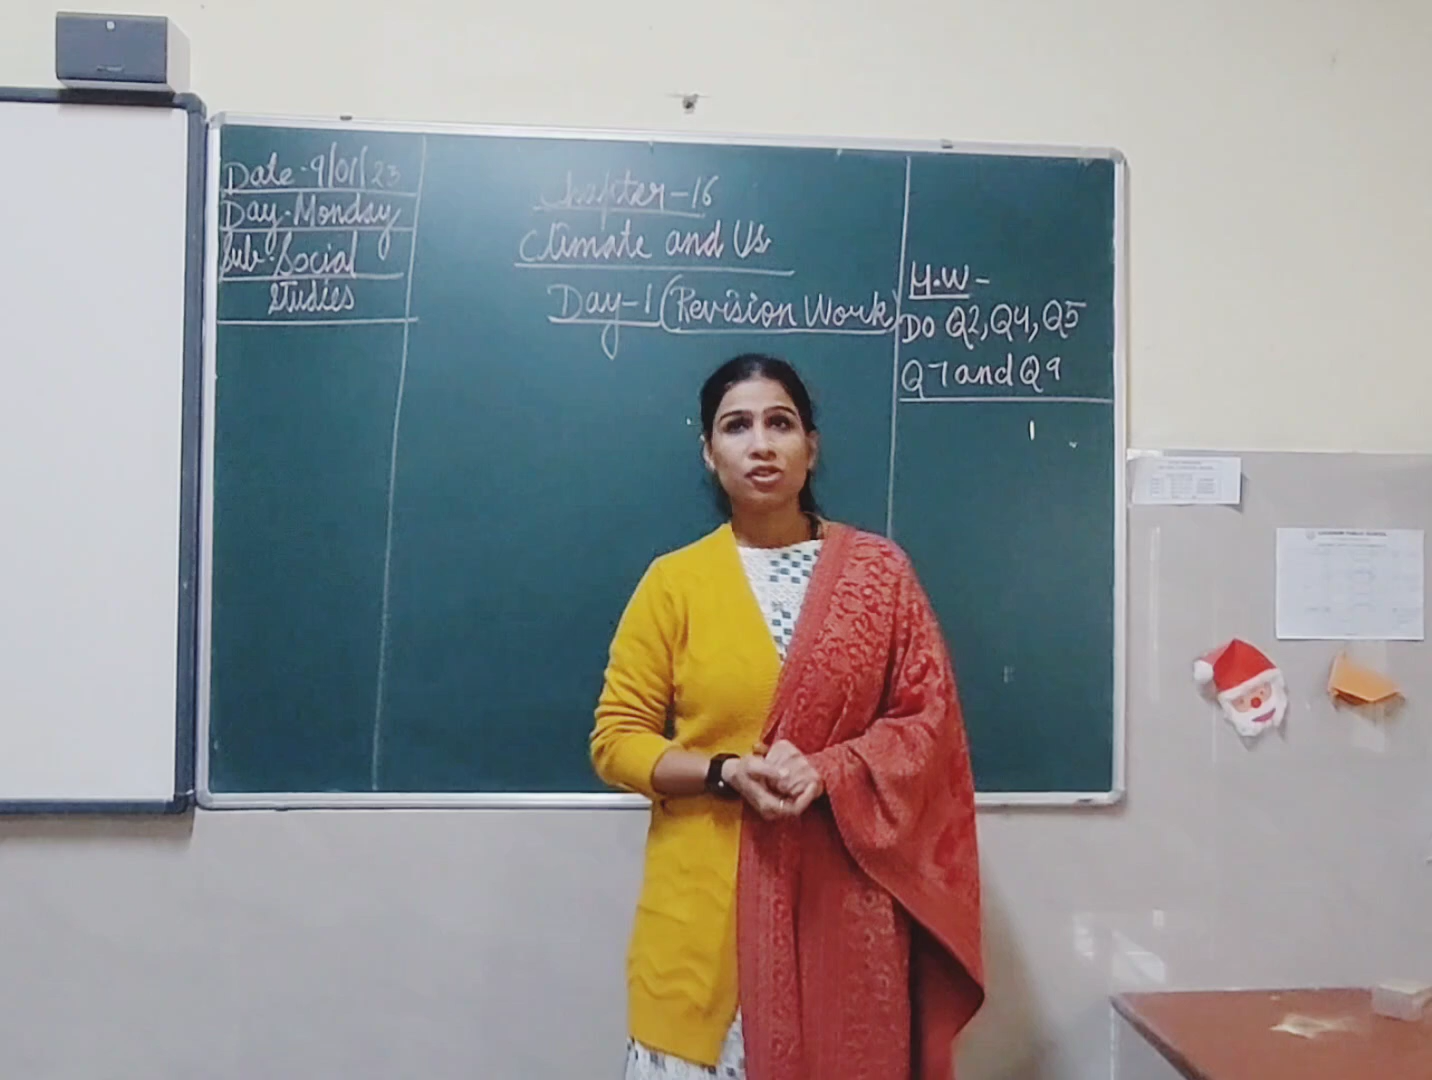 Date-9/01/23
Day-Monday
Sub-Social
Studies
Chapter-16
Climate and Us
Day-1 (Revision Work)
H.W-
Do Q2, Q4, Q5
Q7 and Q9